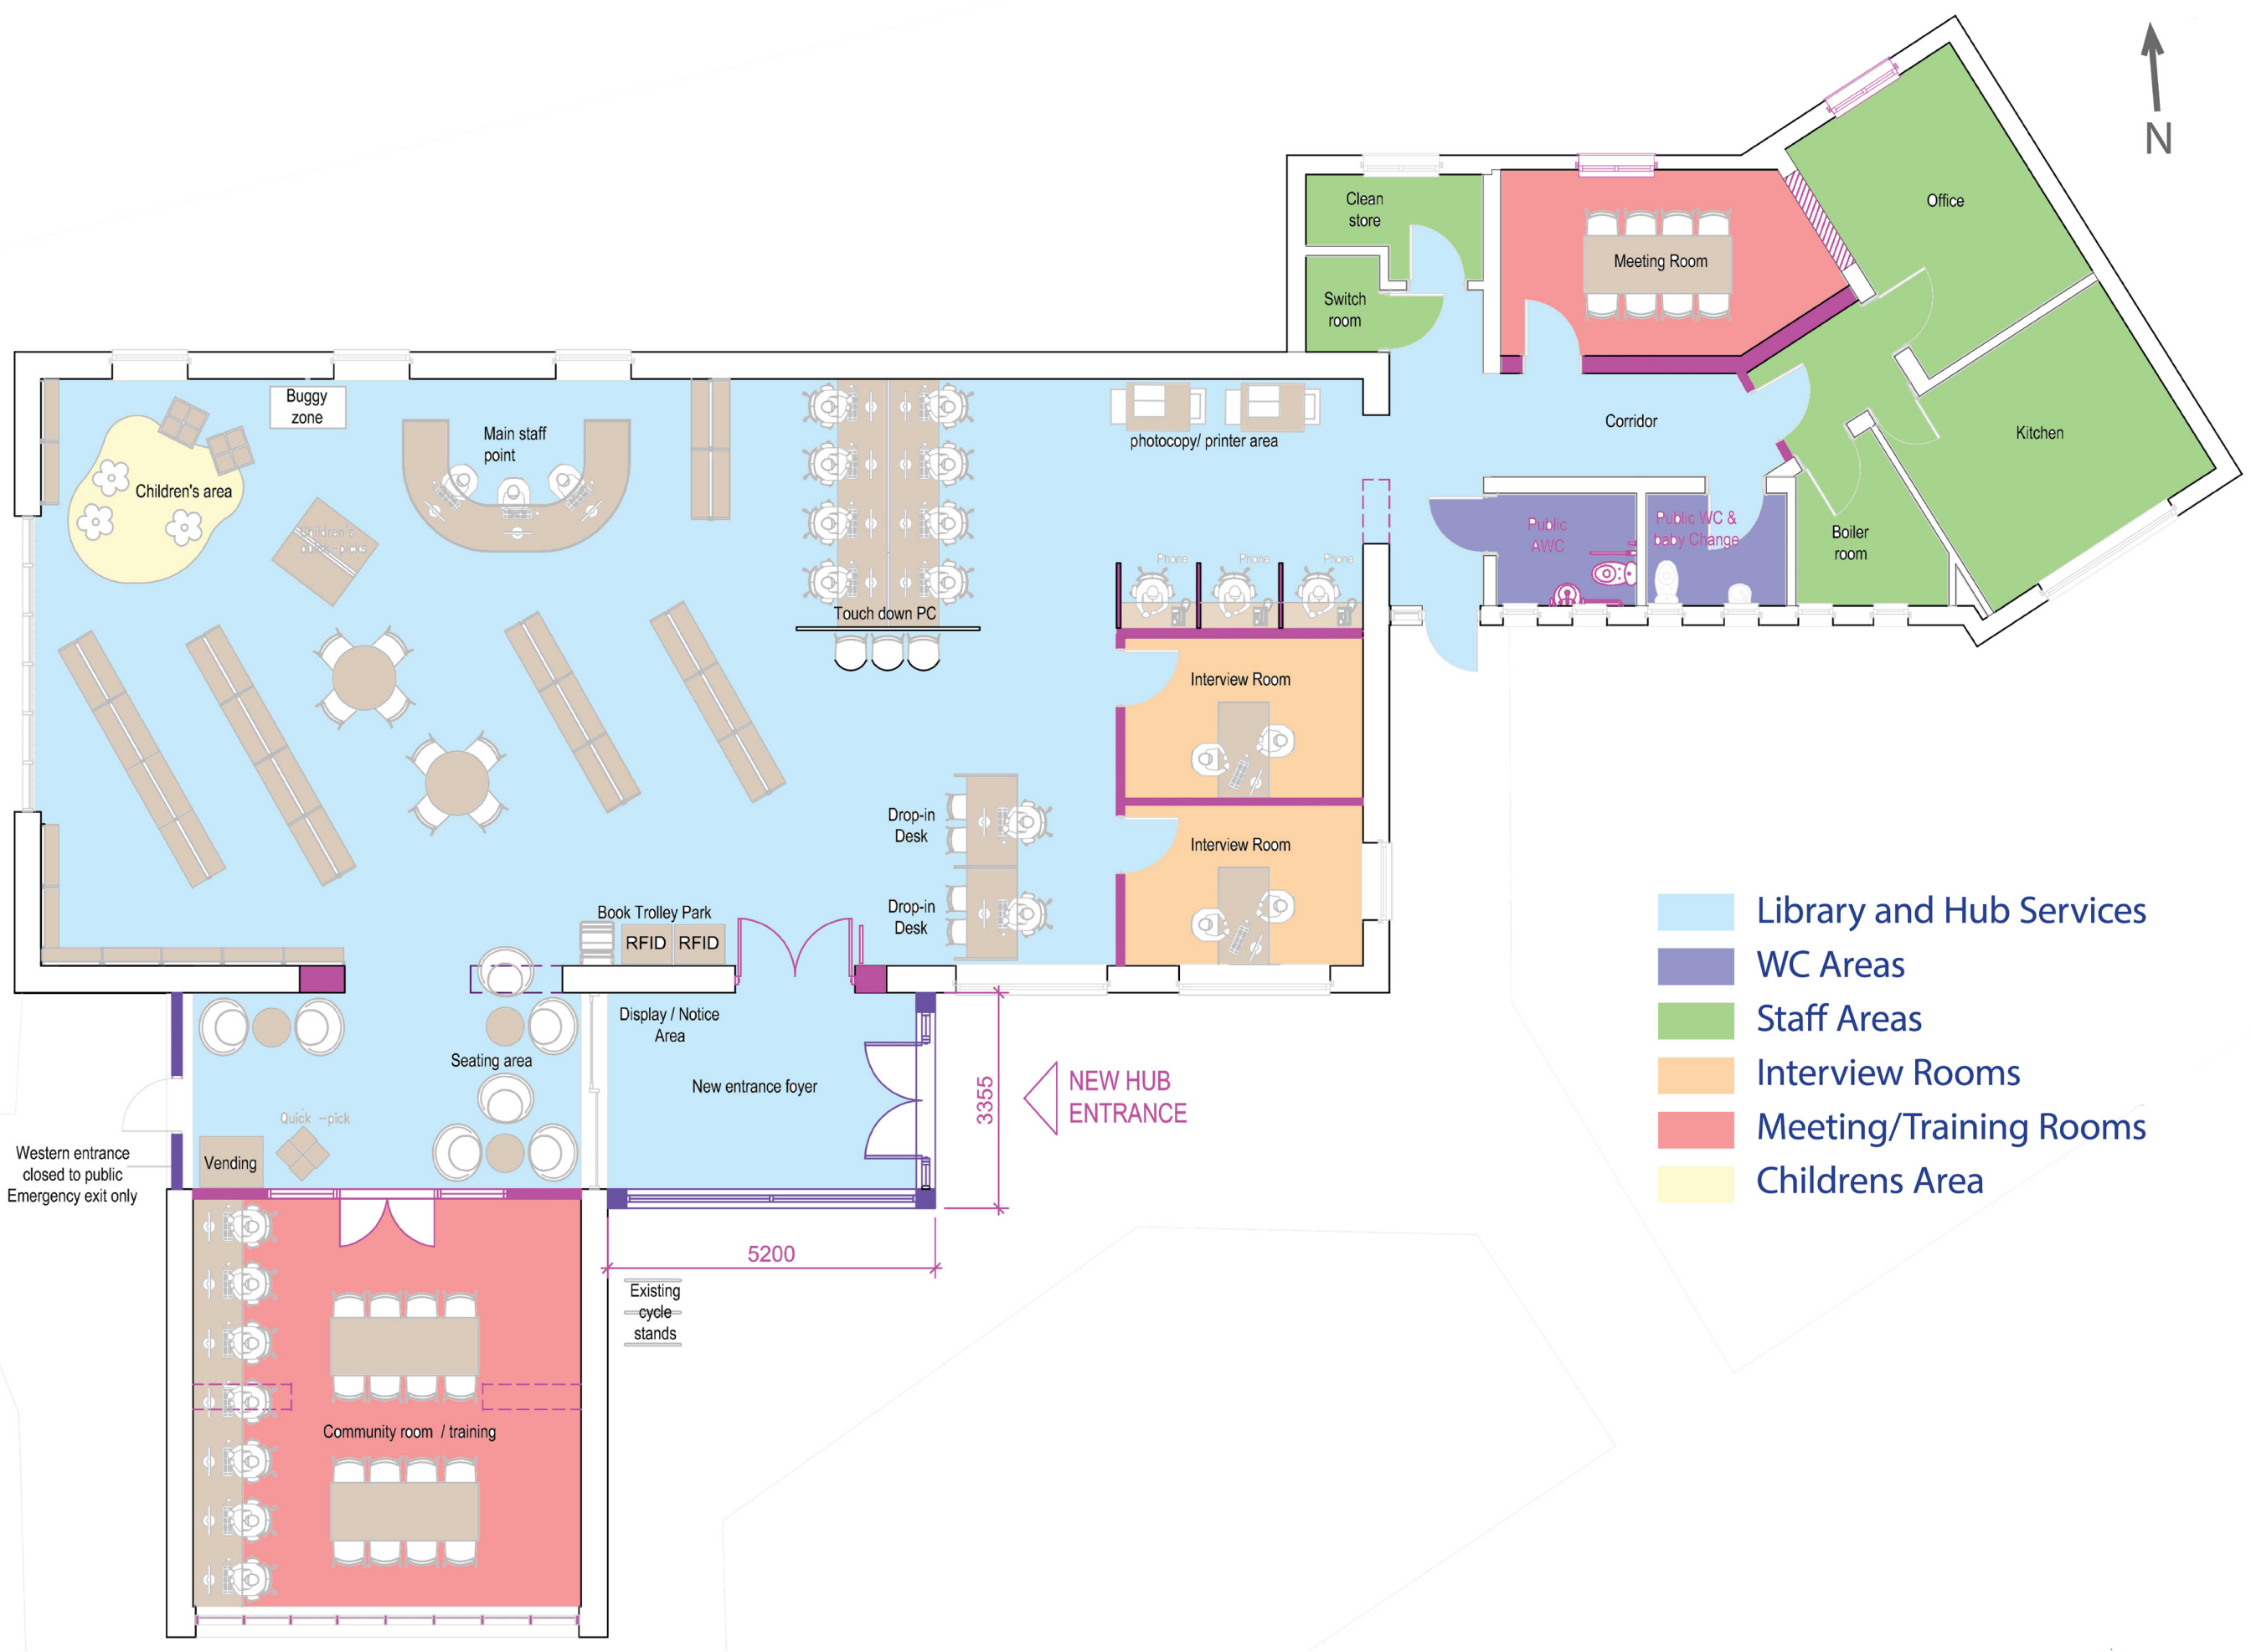 N
Office
Clean
store
Meeting Room
Switch
room
Buggy
zone
Main staff
point
photocopy/ printer area
Corridor
Kitchen
Children's area
Children's
quick-picks
Public
AWC
Public WC &
baby Change
Boiler
room
Phone
Phone
Phone
Touch down PC
Interview Room
Drop-in
Desk
Interview Room
Drop-in
Desk
Book Trolley Park
RFID
RFID
Display / Notice
Area
Seating area
New entrance foyer
3355
NEW HUB
ENTRANCE
Quick -pick
Vending
Western entrance
closed to public
Emergency exit only
5200
Existing
cycle
stands
Community room / training
Library and Hub Services
WC Areas
Staff Areas
Interview Rooms
Meeting/Training Rooms
Childrens Area